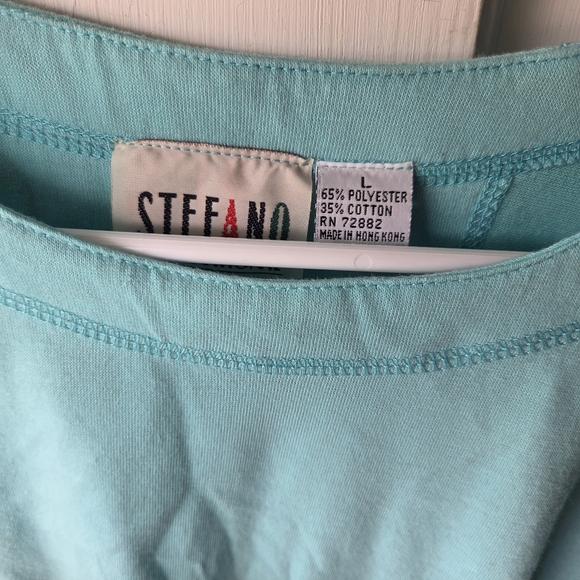 STEFANO
L
65% POLYESTER
35% COTTON
RN 72882
MADE IN HONG KONG